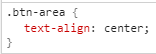 .btn-area {
    text-align: center;
}